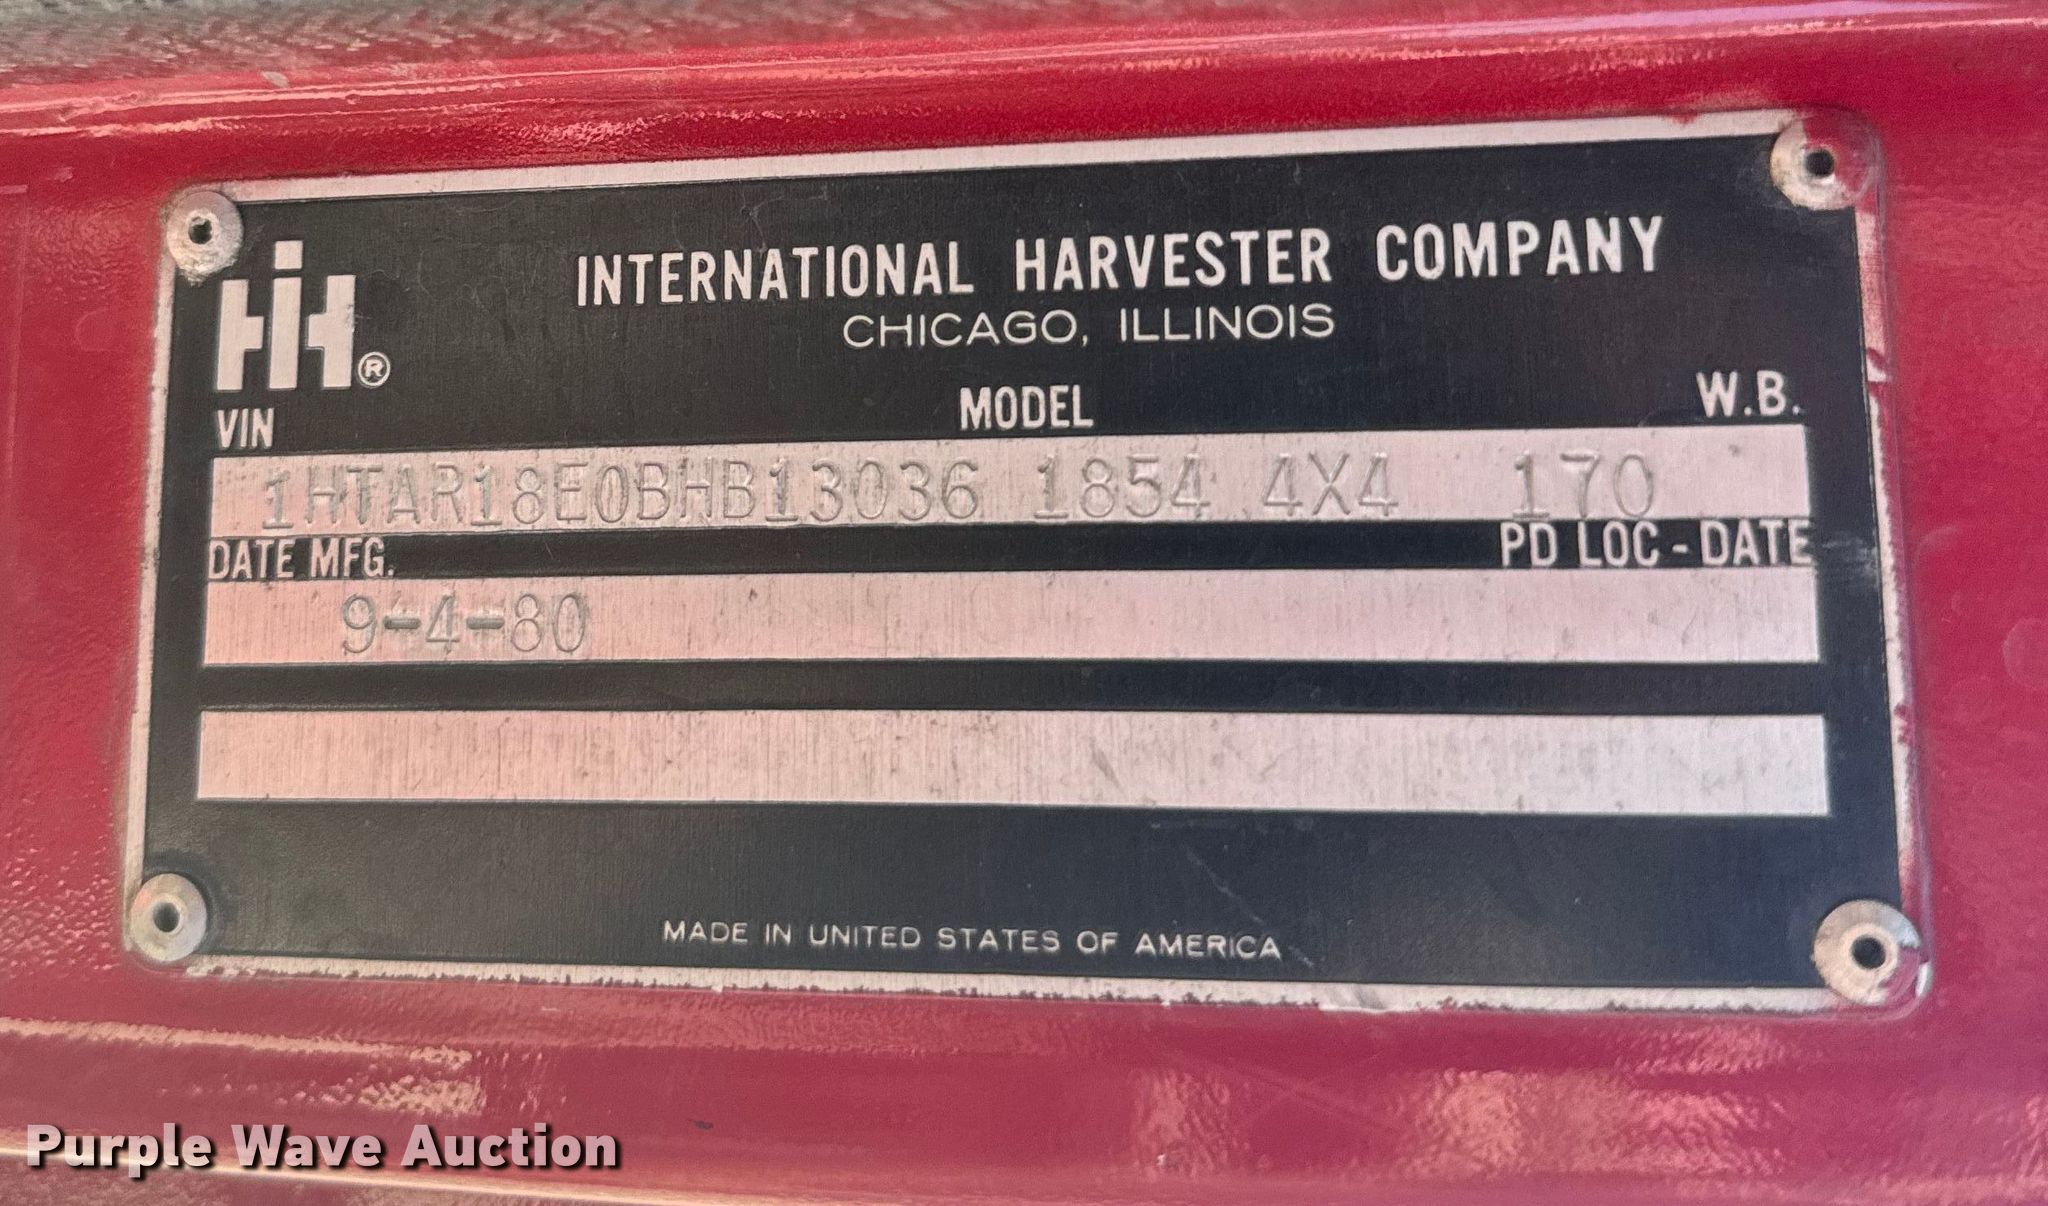 IH®
INTERNATIONAL HARVESTER COMPANY
CHICAGO, ILLINOIS
VIN MODEL W.B.
1HTAR18E0BHB13036 1854 4X4 170
DATE MFG. PD LOC - DATE
9-4-80
MADE IN UNITED STATES OF AMERICA
Purple Wave Auction